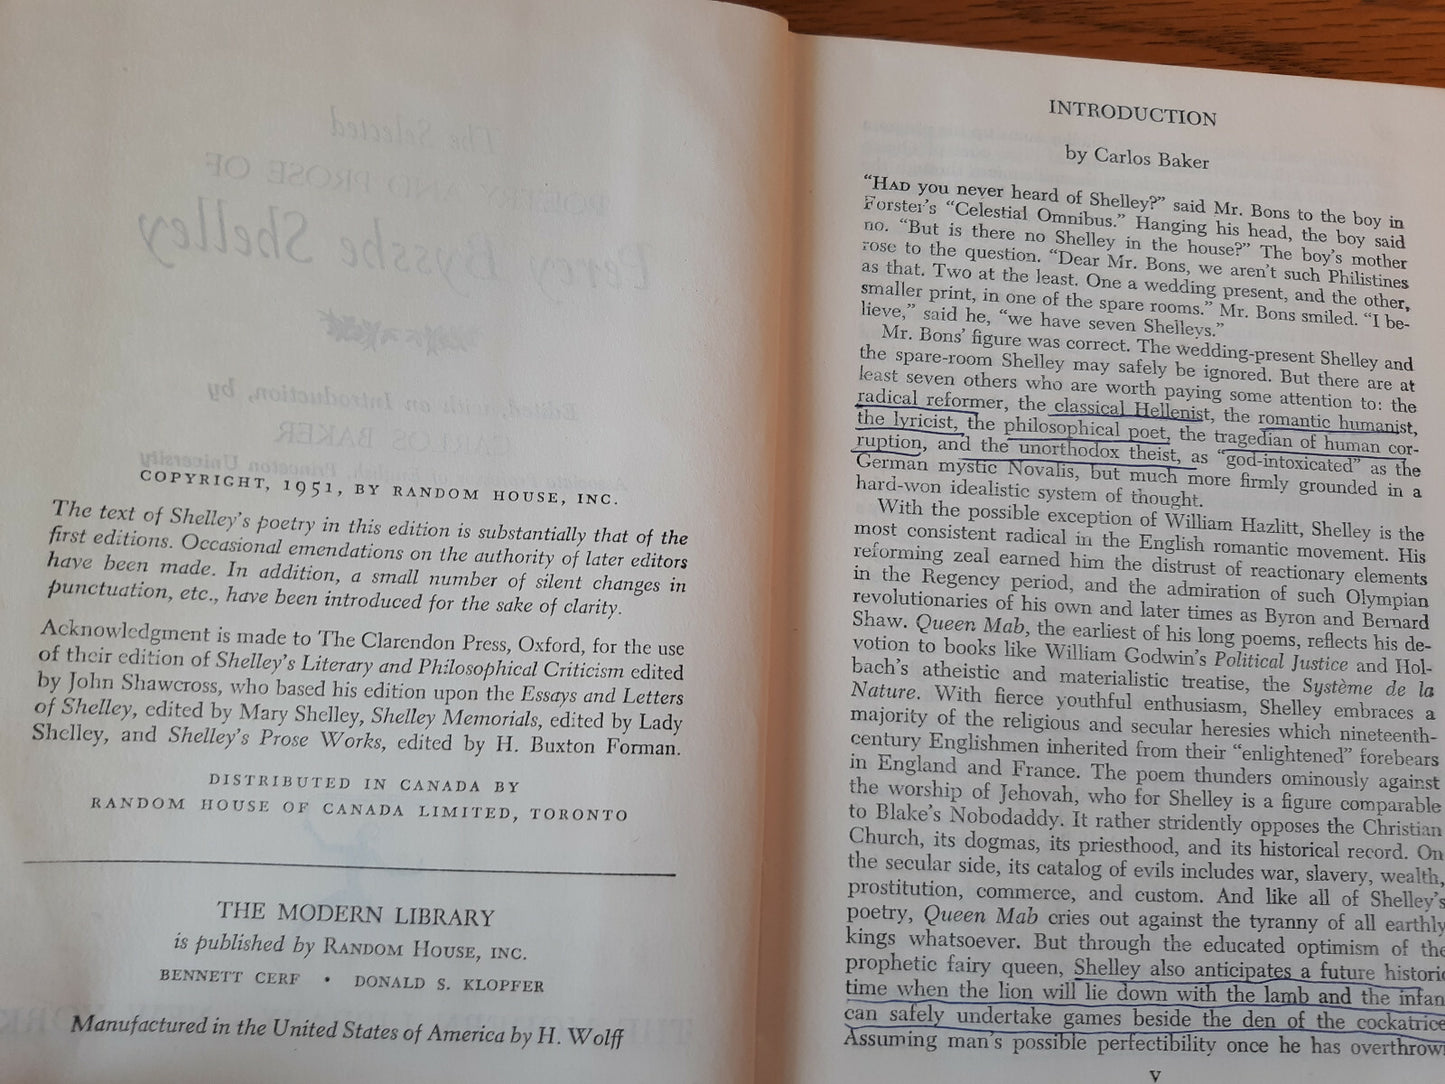 The Selected
POETRY AND PROSE OF
Percy Bysshe Shelley
Edited, with an Introduction, by
CARLOS BAKER
Associate Professor of English, Princeton University
COPYRIGHT, 1951, BY RANDOM HOUSE, INC.
The text of Shelley's poetry in this edition is substantially that of the
first editions. Occasional emendations on the authority of later editors
have been made. In addition, a small number of silent changes in
punctuation, etc., have been introduced for the sake of clarity.
Acknowledgment is made to The Clarendon Press, Oxford, for the use
of their edition of Shelley's Literary and Philosophical Criticism edited
by John Shawcross, who based his edition upon the Essays and Letters
of Shelley, edited by Mary Shelley, Shelley Memorials, edited by Lady
Shelley, and Shelley's Prose Works, edited by H. Buxton Forman.
DISTRIBUTED IN CANADA BY
RANDOM HOUSE OF CANADA LIMITED, TORONTO
THE MODERN LIBRARY
is published by RANDOM HOUSE, INC.
BENNETT CERF • DONALD S. KLOPFER
Manufactured in the United States of America by H. Wolff
INTRODUCTION
by Carlos Baker
"HAD you never heard of Shelley?" said Mr. Bons to the boy in
Forster's "Celestial Omnibus." Hanging his head, the boy said
no. "But is there no Shelley in the house?" The boy's mother
rose to the question. "Dear Mr. Bons, we aren't such Philistines
as that. Two at the least. One a wedding present, and the other,
smaller print, in one of the spare rooms." Mr. Bons smiled. "I be-
lieve," said he, "we have seven Shelleys."
Mr. Bons' figure was correct. The wedding-present Shelley and
the spare-room Shelley may safely be ignored. But there are at
least seven others who are worth paying some attention to: the
radical reformer, the classical Hellenist, the romantic humanist,
the lyricist, the philosophical poet, the tragedian of human cor-
ruption, and the unorthodox theist, as "god-intoxicated" as the
German mystic Novalis, but much more firmly grounded in a
hard-won idealistic system of thought.
With the possible exception of William Hazlitt, Shelley is the
most consistent radical in the English romantic movement. His
reforming zeal earned him the distrust of reactionary elements
in the Regency period, and the admiration of such Olympian
revolutionaries of his own and later times as Byron and Bernard
Shaw. Queen Mab, the earliest of his long poems, reflects his de-
votion to books like William Godwin's Political Justice and Hol-
bach's atheistic and materialistic treatise, the Système de la
Nature. With fierce youthful enthusiasm, Shelley embraces a
majority of the religious and secular heresies which nineteenth-
century Englishmen inherited from their "enlightened" forebears
in England and France. The poem thunders ominously against
the worship of Jehovah, who for Shelley is a figure comparable
to Blake's Nobodaddy. It rather stridently opposes the Christian
Church, its dogmas, its priesthood, and its historical record. On
the secular side, its catalog of evils includes war, slavery, wealth,
prostitution, commerce, and custom. And like all of Shelley's
poetry, Queen Mab cries out against the tyranny of all earthly
kings whatsoever. But through the educated optimism of the
prophetic fairy queen, Shelley also anticipates a future historic
time when the lion will lie down with the lamb and the infan
can safely undertake games beside the den of the cockatrice
Assuming man's possible perfectibility once he has overthrow
v